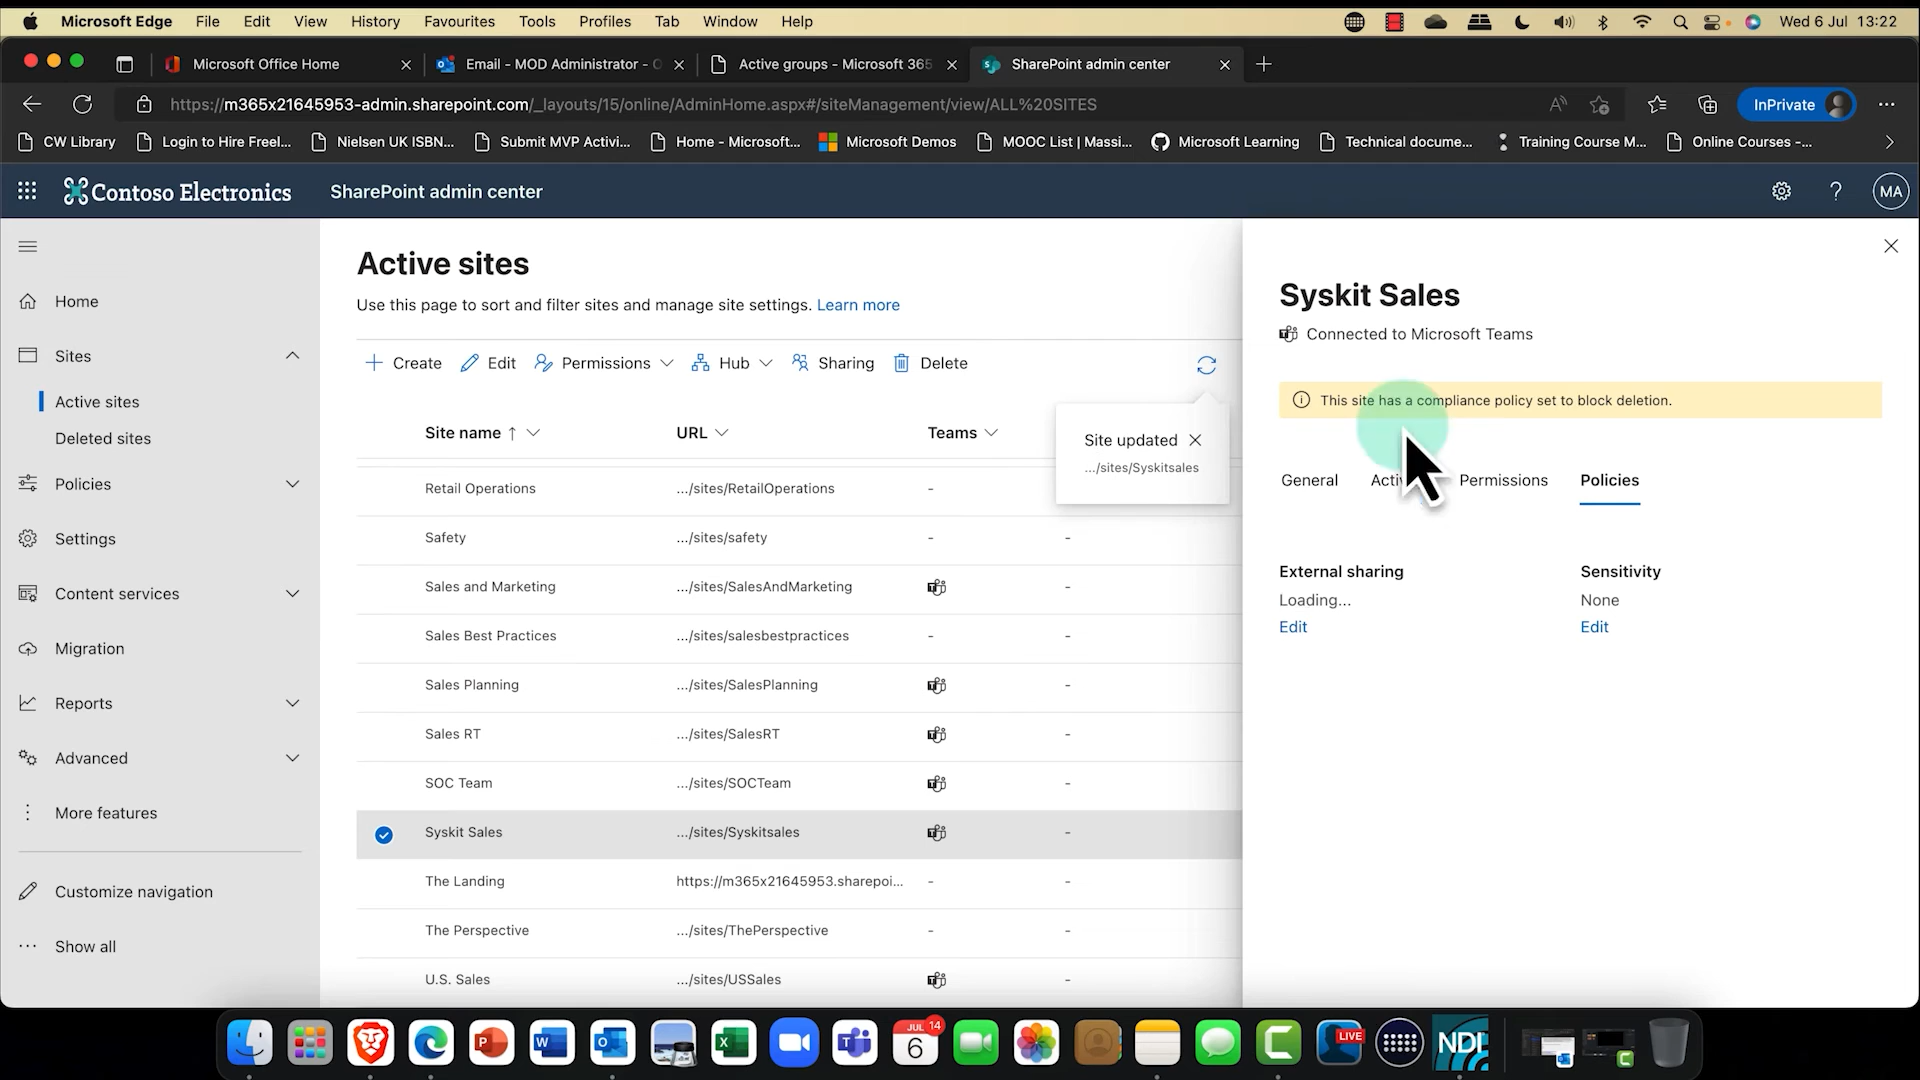 Microsoft Edge File Edit View History Favourites Tools Profiles Tab Window Help Wed 6 Jul 13:22
Microsoft Office Home Email - MOD Administrator - O Active groups - Microsoft 365 SharePoint admin center
https://m365x21645953-admin.sharepoint.com/_layouts/15/online/AdminHome.aspx#/siteManagement/view/ALL%20SITES InPrivate
CW Library Login to Hire Freel... Nielsen UK ISBN... Submit MVP Activi... Home - Microsoft... Microsoft Demos MOOC List | Massi... Microsoft Learning Technical docume... Training Course M... Online Courses -...
Contoso Electronics SharePoint admin center ? MA
Home
Sites
Active sites
Deleted sites
Policies
Settings
Content services
Migration
Reports
Advanced
More features
Customize navigation
Show all
Active sites
Use this page to sort and filter sites and manage site settings. Learn more
Create Edit Permissions Hub Sharing Delete
Site name URL Teams
Retail Operations .../sites/RetailOperations -
Safety .../sites/safety - -
Sales and Marketing .../sites/SalesAndMarketing -
Sales Best Practices .../sites/salesbestpractices - -
Sales Planning .../sites/SalesPlanning -
Sales RT .../sites/SalesRT -
SOC Team .../sites/SOCTeam -
Syskit Sales .../sites/Syskitsales -
The Landing https://m365x21645953.sharepoi... - -
The Perspective .../sites/ThePerspective - -
U.S. Sales .../sites/USSales -
Site updated
.../sites/Syskitsales
Syskit Sales
Connected to Microsoft Teams
This site has a compliance policy set to block deletion.
General Permissions Policies
External sharing
Loading...
Edit
Sensitivity
None
Edit
JUL 14
6
LIVE
NDI